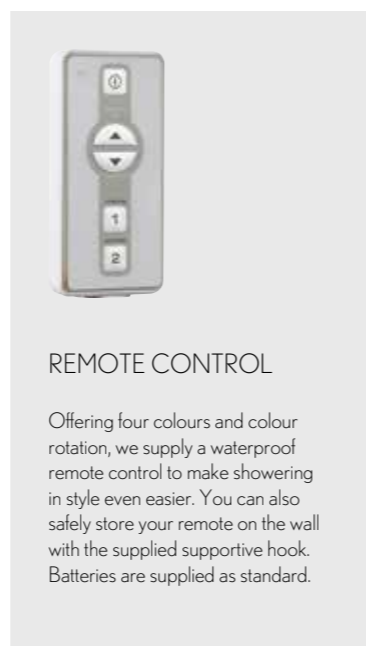 1
2
REMOTE CONTROL
Offering four colours and colour
rotation, we supply a waterproof
remote control to make showering
in style even easier. You can also
safely store your remote on the wall
with the supplied supportive hook.
Batteries are supplied as standard.